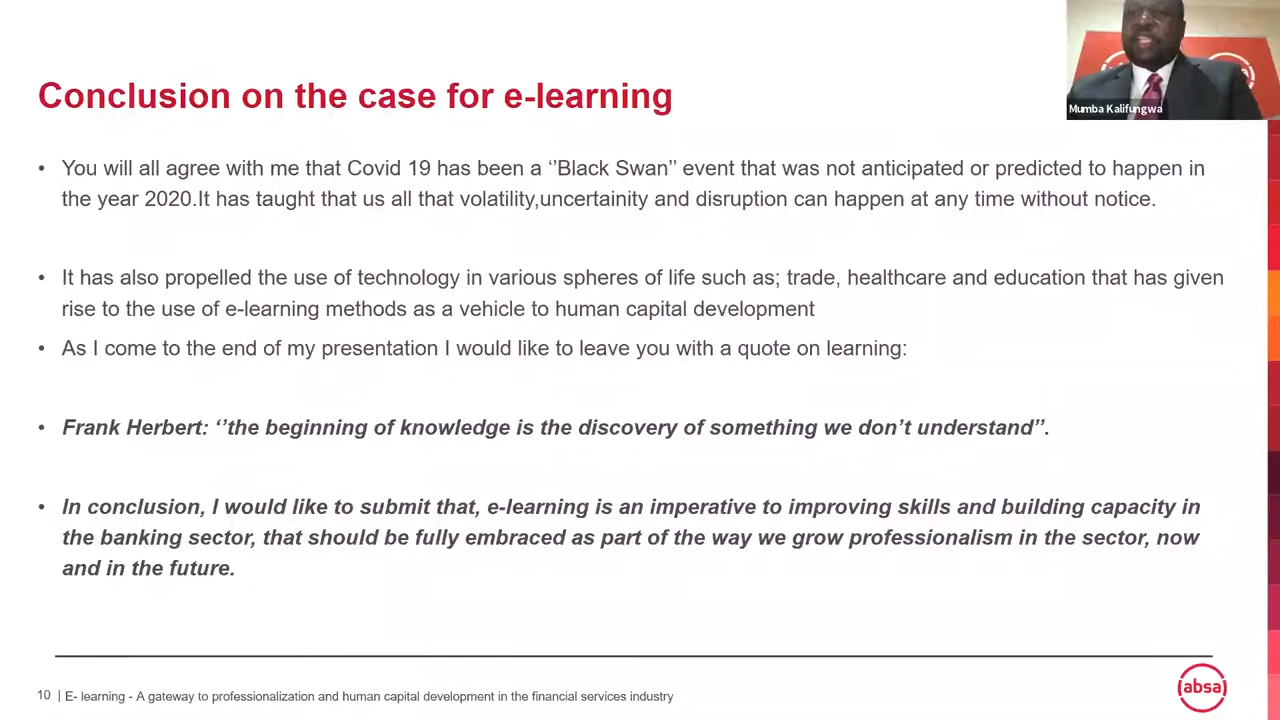 Conclusion on the case for e-learning
Mumba Kalifungwa
• You will all agree with me that Covid 19 has been a ‘’Black Swan’’ event that was not anticipated or predicted to happen in
the year 2020.It has taught that us all that volatility,uncertainity and disruption can happen at any time without notice.
• It has also propelled the use of technology in various spheres of life such as; trade, healthcare and education that has given
rise to the use of e-learning methods as a vehicle to human capital development
• As I come to the end of my presentation I would like to leave you with a quote on learning:
• Frank Herbert: ‘’the beginning of knowledge is the discovery of something we don’t understand’’.
• In conclusion, I would like to submit that, e-learning is an imperative to improving skills and building capacity in
the banking sector, that should be fully embraced as part of the way we grow professionalism in the sector, now
and in the future.
10 | E- learning - A gateway to professionalization and human capital development in the financial services industry
absa